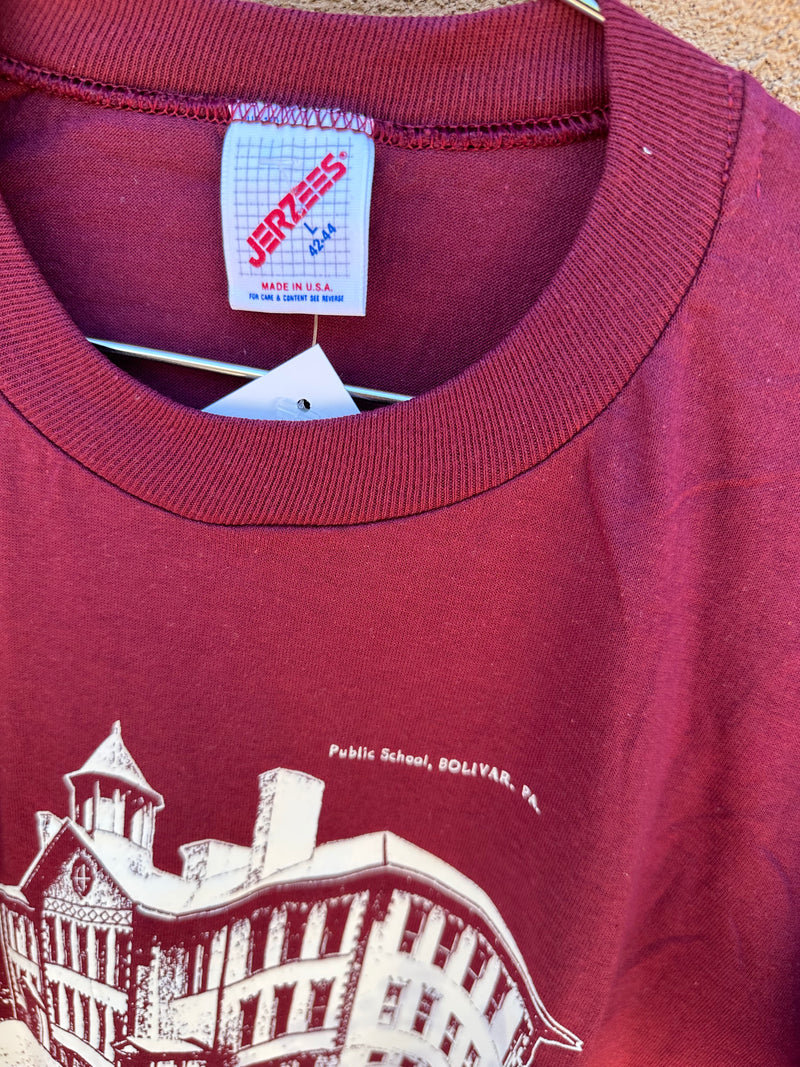 JERZEES®
L
42-44
MADE IN U.S.A.
FOR CARE & CONTENT SEE REVERSE
Public School, BOLIVAR, PA.